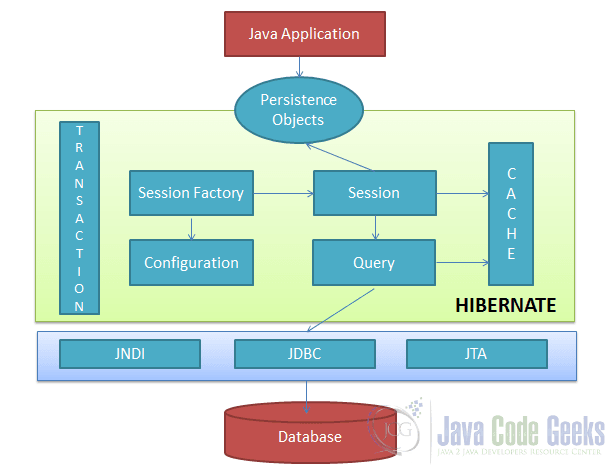 Java Application
Persistence
Objects
TRANSACTION
Session Factory
Session
CACHE
Configuration
Query
HIBERNATE
JNDI
JDBC
JTA
Database
JCG
Java Code Geeks
JAVA 2 JAVA DEVELOPERS RESOURCE CENTER